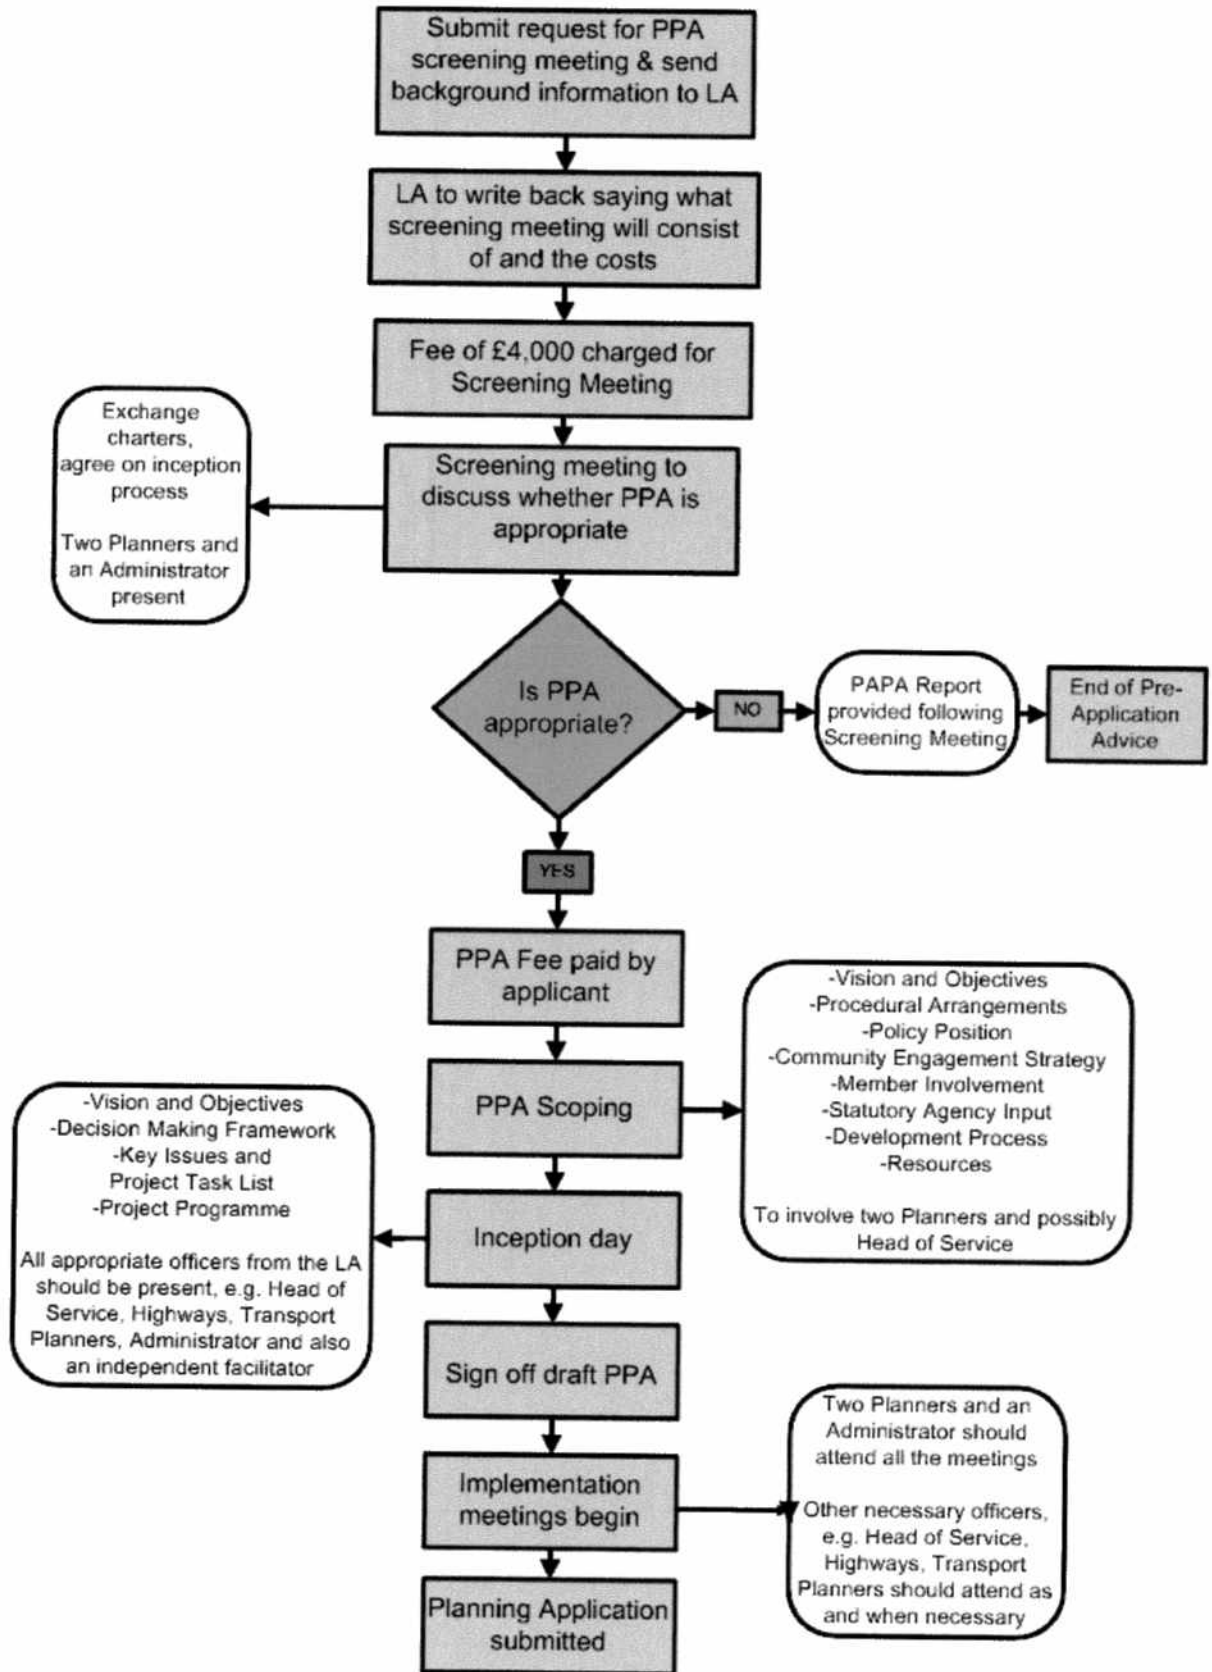 Submit request for PPA
screening meeting & send
background information to LA
LA to write back saying what
screening meeting will consist
of and the costs
Fee of £4,000 charged for
Screening Meeting
Exchange
charters,
agree on inception
process
Two Planners and
an Administrator
present
Screening meeting to
discuss whether PPA is
appropriate
Is PPA
appropriate?
NO
PAPA Report
provided following
Screening Meeting
End of Pre-
Application
Advice
YES
PPA Fee paid by
applicant
PPA Scoping
-Vision and Objectives
-Procedural Arrangements
-Policy Position
-Community Engagement Strategy
-Member Involvement
-Statutory Agency Input
-Development Process
-Resources
To involve two Planners and possibly
Head of Service
-Vision and Objectives
-Decision Making Framework
-Key Issues and
Project Task List
-Project Programme
All appropriate officers from the LA
should be present, e.g. Head of
Service, Highways, Transport
Planners, Administrator and also
an independent facilitator
Inception day
Sign off draft PPA
Implementation
meetings begin
Two Planners and an
Administrator should
attend all the meetings
Other necessary officers,
e.g. Head of Service,
Highways, Transport
Planners should attend as
and when necessary
Planning Application
submitted